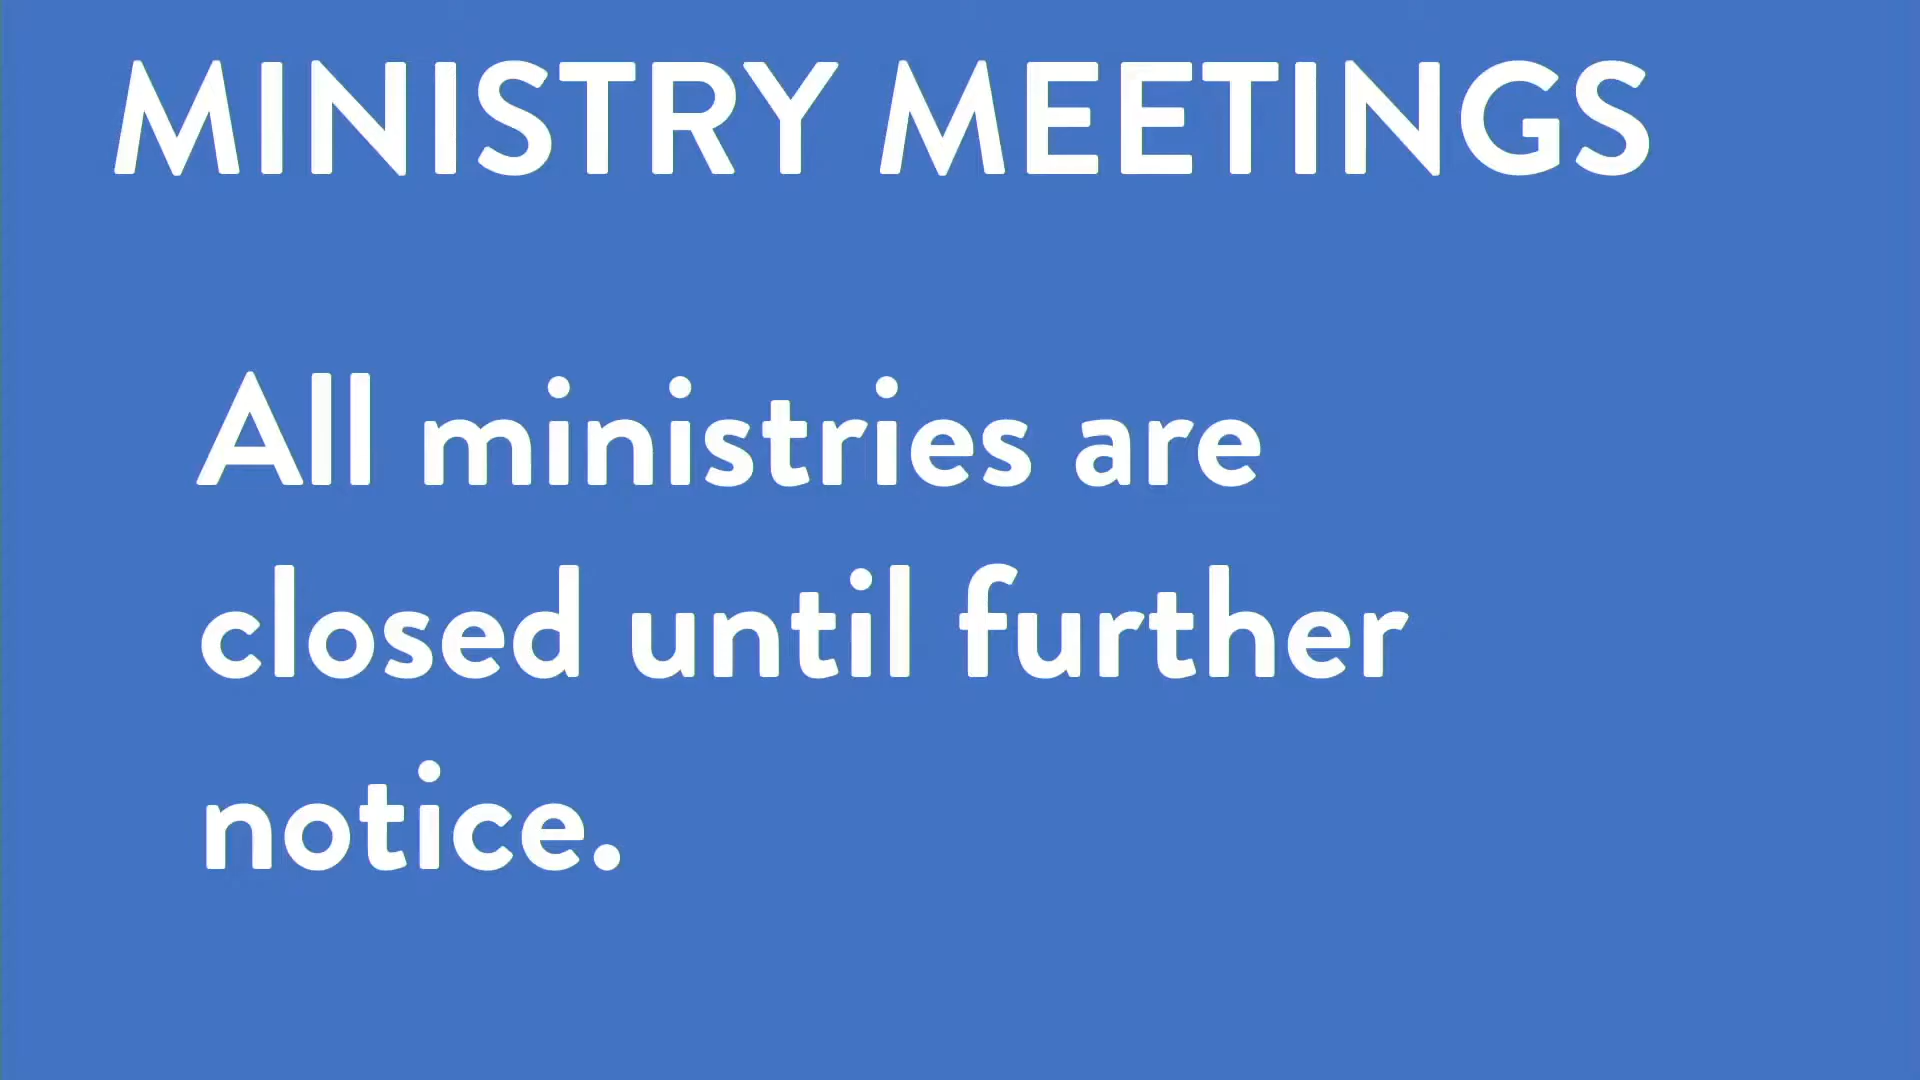 MINISTRY MEETINGS
All ministries are
closed until further
notice.